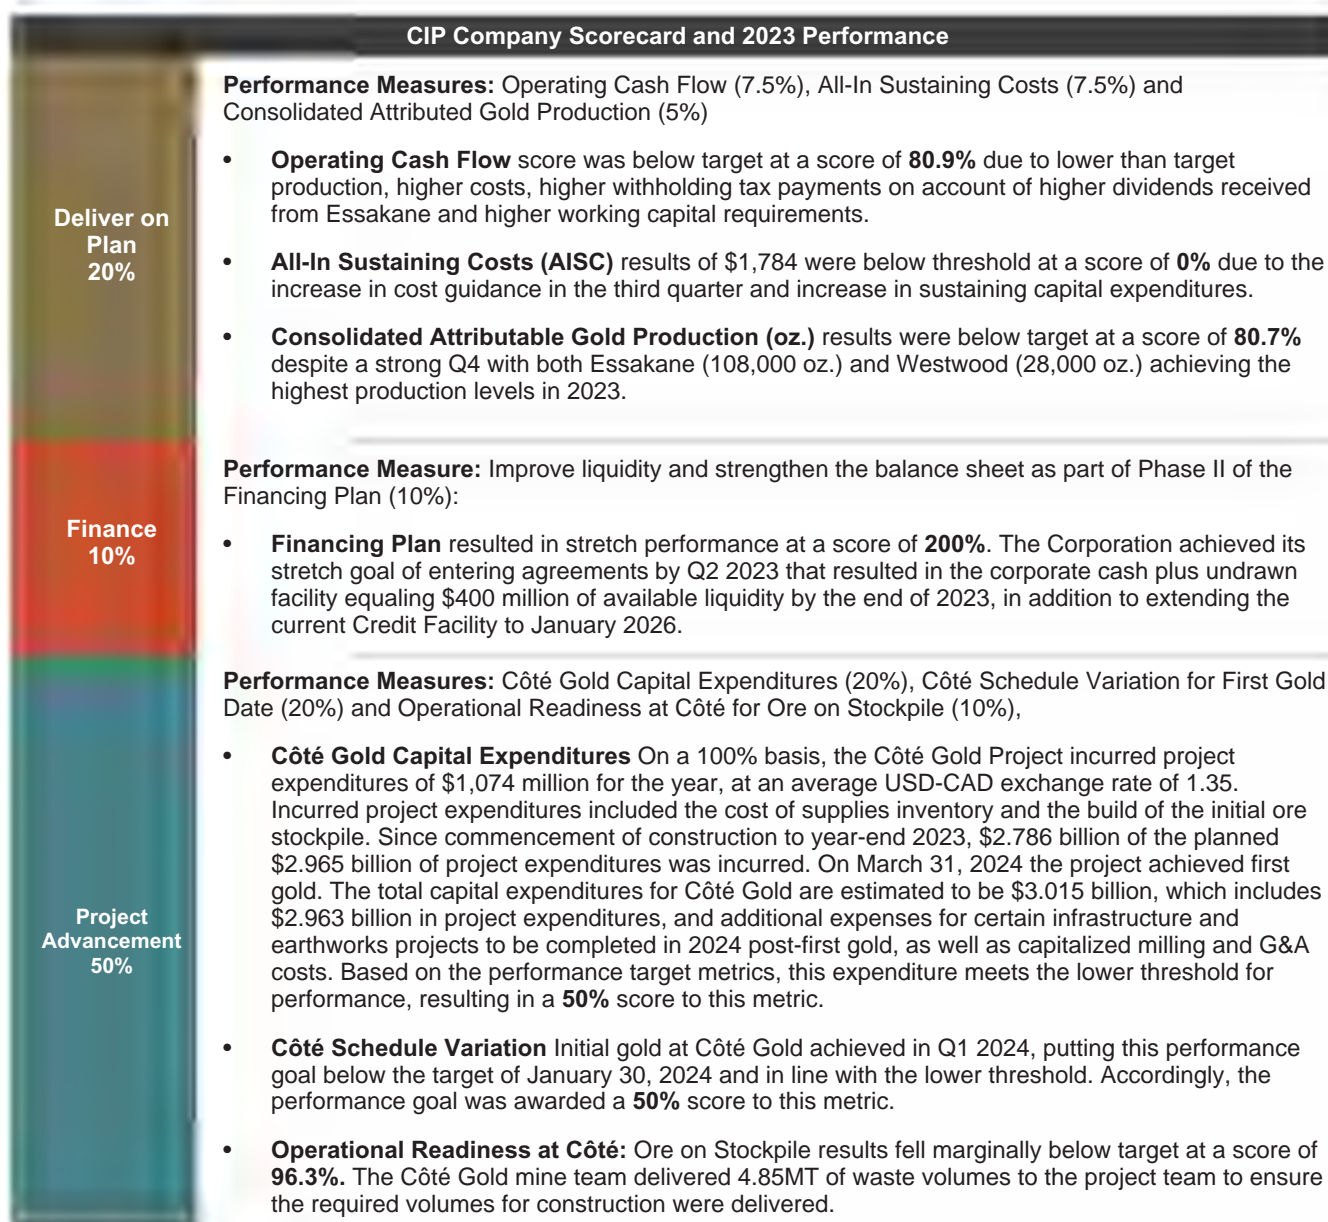 CIP Company Scorecard and 2023 Performance
Deliver on
Plan
20%
Performance Measures: Operating Cash Flow (7.5%), All-In Sustaining Costs (7.5%) and
Consolidated Attributed Gold Production (5%)
• Operating Cash Flow score was below target at a score of 80.9% due to lower than target
production, higher costs, higher withholding tax payments on account of higher dividends received
from Essakane and higher working capital requirements.
• All-In Sustaining Costs (AISC) results of $1,784 were below threshold at a score of 0% due to the
increase in cost guidance in the third quarter and increase in sustaining capital expenditures.
• Consolidated Attributable Gold Production (oz.) results were below target at a score of 80.7%
despite a strong Q4 with both Essakane (108,000 oz.) and Westwood (28,000 oz.) achieving the
highest production levels in 2023.
Finance
10%
Performance Measure: Improve liquidity and strengthen the balance sheet as part of Phase II of the
Financing Plan (10%):
• Financing Plan resulted in stretch performance at a score of 200%. The Corporation achieved its
stretch goal of entering agreements by Q2 2023 that resulted in the corporate cash plus undrawn
facility equaling $400 million of available liquidity by the end of 2023, in addition to extending the
current Credit Facility to January 2026.
Project
Advancement
50%
Performance Measures: Côté Gold Capital Expenditures (20%), Côté Schedule Variation for First Gold
Date (20%) and Operational Readiness at Côté for Ore on Stockpile (10%),
• Côté Gold Capital Expenditures On a 100% basis, the Côté Gold Project incurred project
expenditures of $1,074 million for the year, at an average USD-CAD exchange rate of 1.35.
Incurred project expenditures included the cost of supplies inventory and the build of the initial ore
stockpile. Since commencement of construction to year-end 2023, $2.786 billion of the planned
$2.965 billion of project expenditures was incurred. On March 31, 2024 the project achieved first
gold. The total capital expenditures for Côté Gold are estimated to be $3.015 billion, which includes
$2.963 billion in project expenditures, and additional expenses for certain infrastructure and
earthworks projects to be completed in 2024 post-first gold, as well as capitalized milling and G&A
costs. Based on the performance target metrics, this expenditure meets the lower threshold for
performance, resulting in a 50% score to this metric.
• Côté Schedule Variation Initial gold at Côté Gold achieved in Q1 2024, putting this performance
goal below the target of January 30, 2024 and in line with the lower threshold. Accordingly, the
performance goal was awarded a 50% score to this metric.
• Operational Readiness at Côté: Ore on Stockpile results fell marginally below target at a score of
96.3%. The Côté Gold mine team delivered 4.85MT of waste volumes to the project team to ensure
the required volumes for construction were delivered.